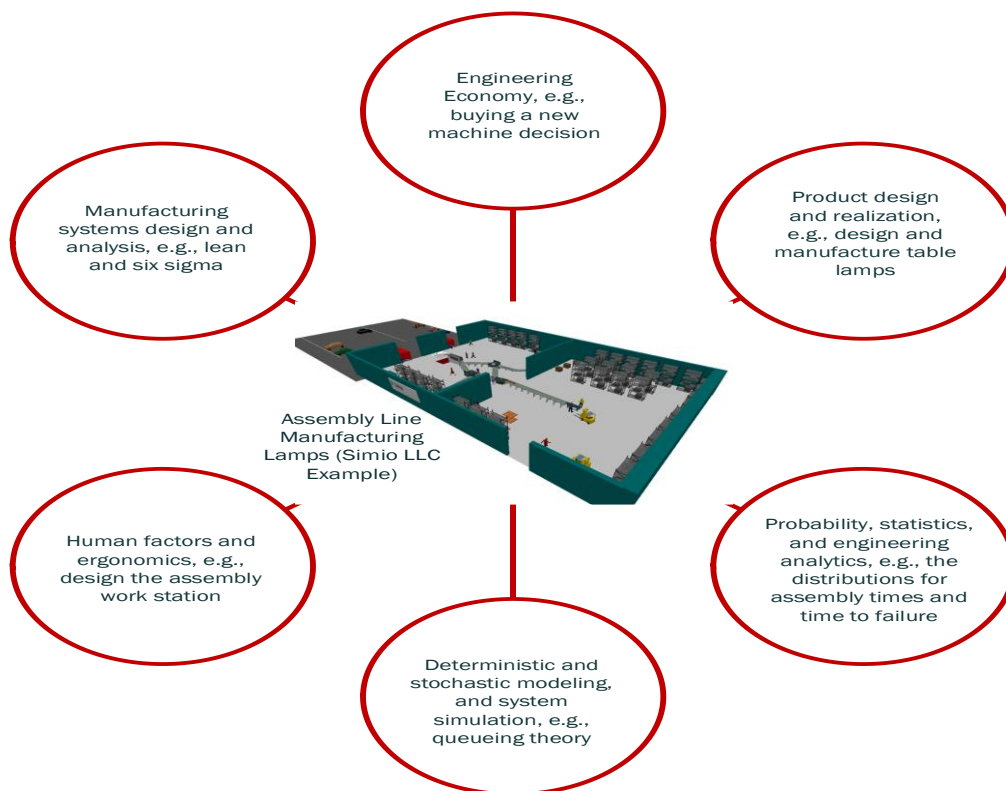 Engineering
Economy, e.g.,
buying a new
machine decision
Manufacturing
systems design and
analysis, e.g., lean
and six sigma
Product design
and realization,
e.g., design and
manufacture table
lamps
Assembly Line
Manufacturing
Lamps (Simio LLC
Example)
Human factors and
ergonomics, e.g.,
design the assembly
work station
Probability, statistics,
and engineering
analytics, e.g., the
distributions for
assembly times and
time to failure
Deterministic and
stochastic modeling,
and system
simulation, e.g.,
queueing theory